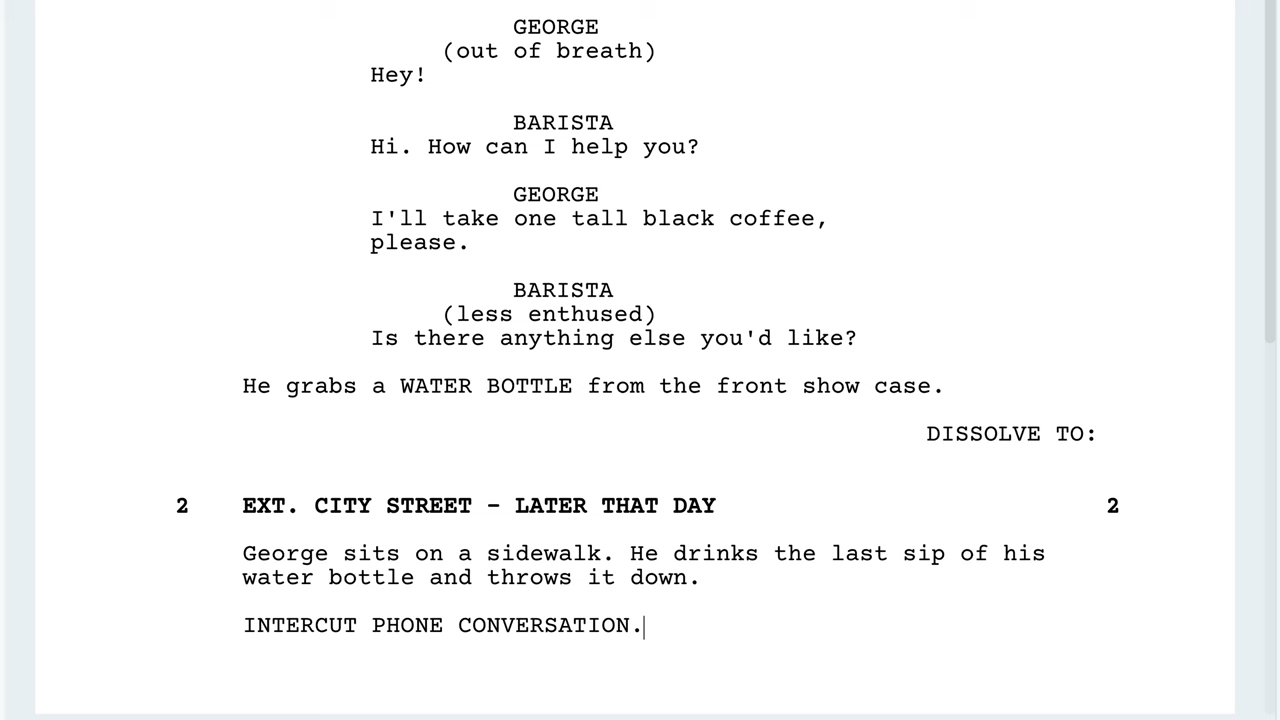 GEORGE
(out of breath)
Hey!
BARISTA
Hi. How can I help you?
GEORGE
I'll take one tall black coffee,
please.
BARISTA
(less enthused)
Is there anything else you'd like?
He grabs a WATER BOTTLE from the front show case.
DISSOLVE TO:
2 EXT. CITY STREET - LATER THAT DAY 2
George sits on a sidewalk. He drinks the last sip of his
water bottle and throws it down.
INTERCUT PHONE CONVERSATION.